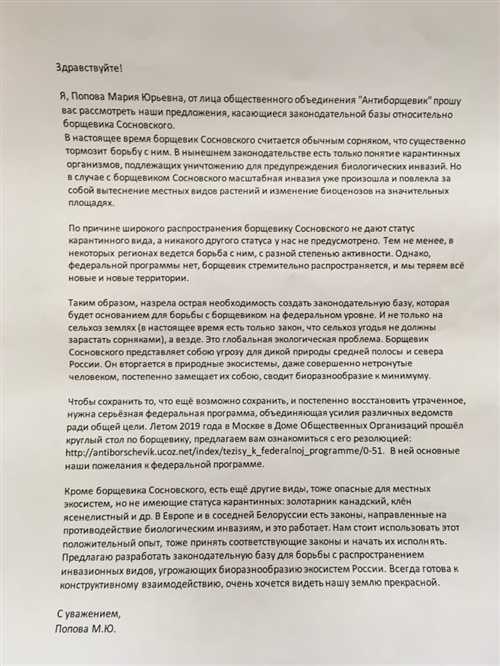 Здравствуйте!
Я, Попова Мария Юрьевна, от лица общественного объединения "Антиборщевик" прошу
вас рассмотреть наши предложения, касающиеся законодательной базы относительно
борщевика Сосновского.
В настоящее время борщевик Сосновского считается обычным сорняком, что существенно
тормозит борьбу с ним. В нынешнем законодательстве есть только понятие карантинных
организмов, подлежащих уничтожению для предупреждения биологических инвазий. Но
в случае с борщевиком Сосновского масштабная инвазия уже произошла и повлекла за
собой вытеснение местных видов растений и изменение биоценозов на значительных
площадях.
По причине широкого распространения борщевику Сосновского не дают статус
карантинного вида, а никакого другого статуса у нас не предусмотрено. Тем не менее, в
некоторых регионах ведется борьба с ним, с разной степенью активности. Однако,
федеральной программы нет, борщевик стремительно распространяется, и мы теряем всё
новые и новые территории.
Таким образом, назрела острая необходимость создать законодательную базу, которая
будет основанием для борьбы с борщевиком на федеральном уровне. И не только на
сельхоз землях (в настоящее время есть только закон, что сельхоз угодья не должны
зарастать сорняками), а везде. Это глобальная экологическая проблема. Борщевик
Сосновского представляет собою угрозу для дикой природы средней полосы и севера
России. Он вторгается в природные экосистемы, даже совершенно нетронутые
человеком, постепенно замещает их собою, сводит биоразнообразие к минимуму.
Чтобы сохранить то, что ещё возможно сохранить, и постепенно восстановить утраченное,
нужна серьёзная федеральная программа, объединяющая усилия различных ведомств
ради общей цели. Летом 2019 года в Москве в Доме Общественных Организаций прошёл
круглый стол по борщевику, предлагаем вам ознакомиться с его резолюцией:
http://antiborschevik.ucoz.net/index/tezisy_k_federalnoj_programme/0-51. В ней основные
наши пожелания к федеральной программе.
Кроме борщевика Сосновского, есть ещё другие виды, тоже опасные для местных
экосистем, но не имеющие статуса карантинных: золотарник канадский, клён
ясенелистный и др. В Европе и в соседней Белоруссии есть законы, направленные на
противодействие биологическим инвазиям, и это работает. Нам стоит использовать этот
положительный опыт, тоже принять соответствующие законы и начать их исполнять.
Предлагаю разработать законодательную базу для борьбы с распространением
инвазионных видов, угрожающих биоразнообразию экосистем России. Всегда готова к
конструктивному взаимодействию, очень хочется видеть нашу землю прекрасной.
С уважением,
Попова М.Ю.